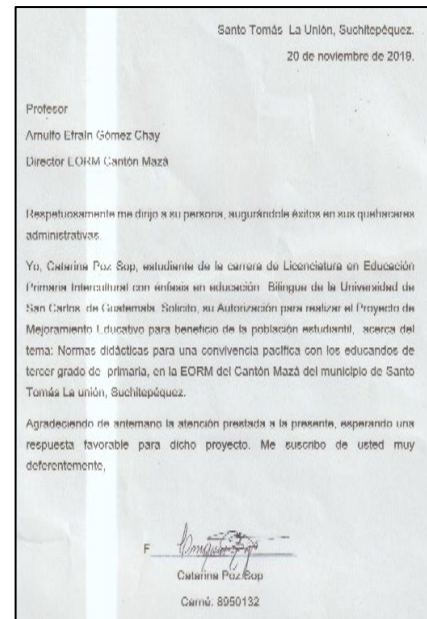 Santo Tomás La Unión, Suchitepéquez.
20 de noviembre de 2019.
Profesor
Arnulfo Efraín Gómez Chay
Director EORM Cantón Mazá
Respetuosamente me dirijo a su persona, augurándole éxitos en sus quehaceres
administrativas.
Yo, Catarina Poz Sop, estudiante de la carrera de Licenciatura en Educación
Primaria Intercultural con énfasis en educación Bilingüe de la Universidad de
San Carlos de Guatemala. Solicito, su Autorización para realizar el Proyecto de
Mejoramiento Educativo para beneficio de la población estudiantil, acerca del
tema: Normas didácticas para una convivencia pacífica con los educandos de
tercer grado de primaria, en la EORM del Cantón Mazá del municipio de Santo
Tomás La unión, Suchitepéquez.
Agradeciendo de antemano la atención prestada a la presente, esperando una
respuesta favorable para dicho proyecto. Me suscribo de usted muy
deferentemente,
F
Catarina Poz Sop
Carné. 8950132